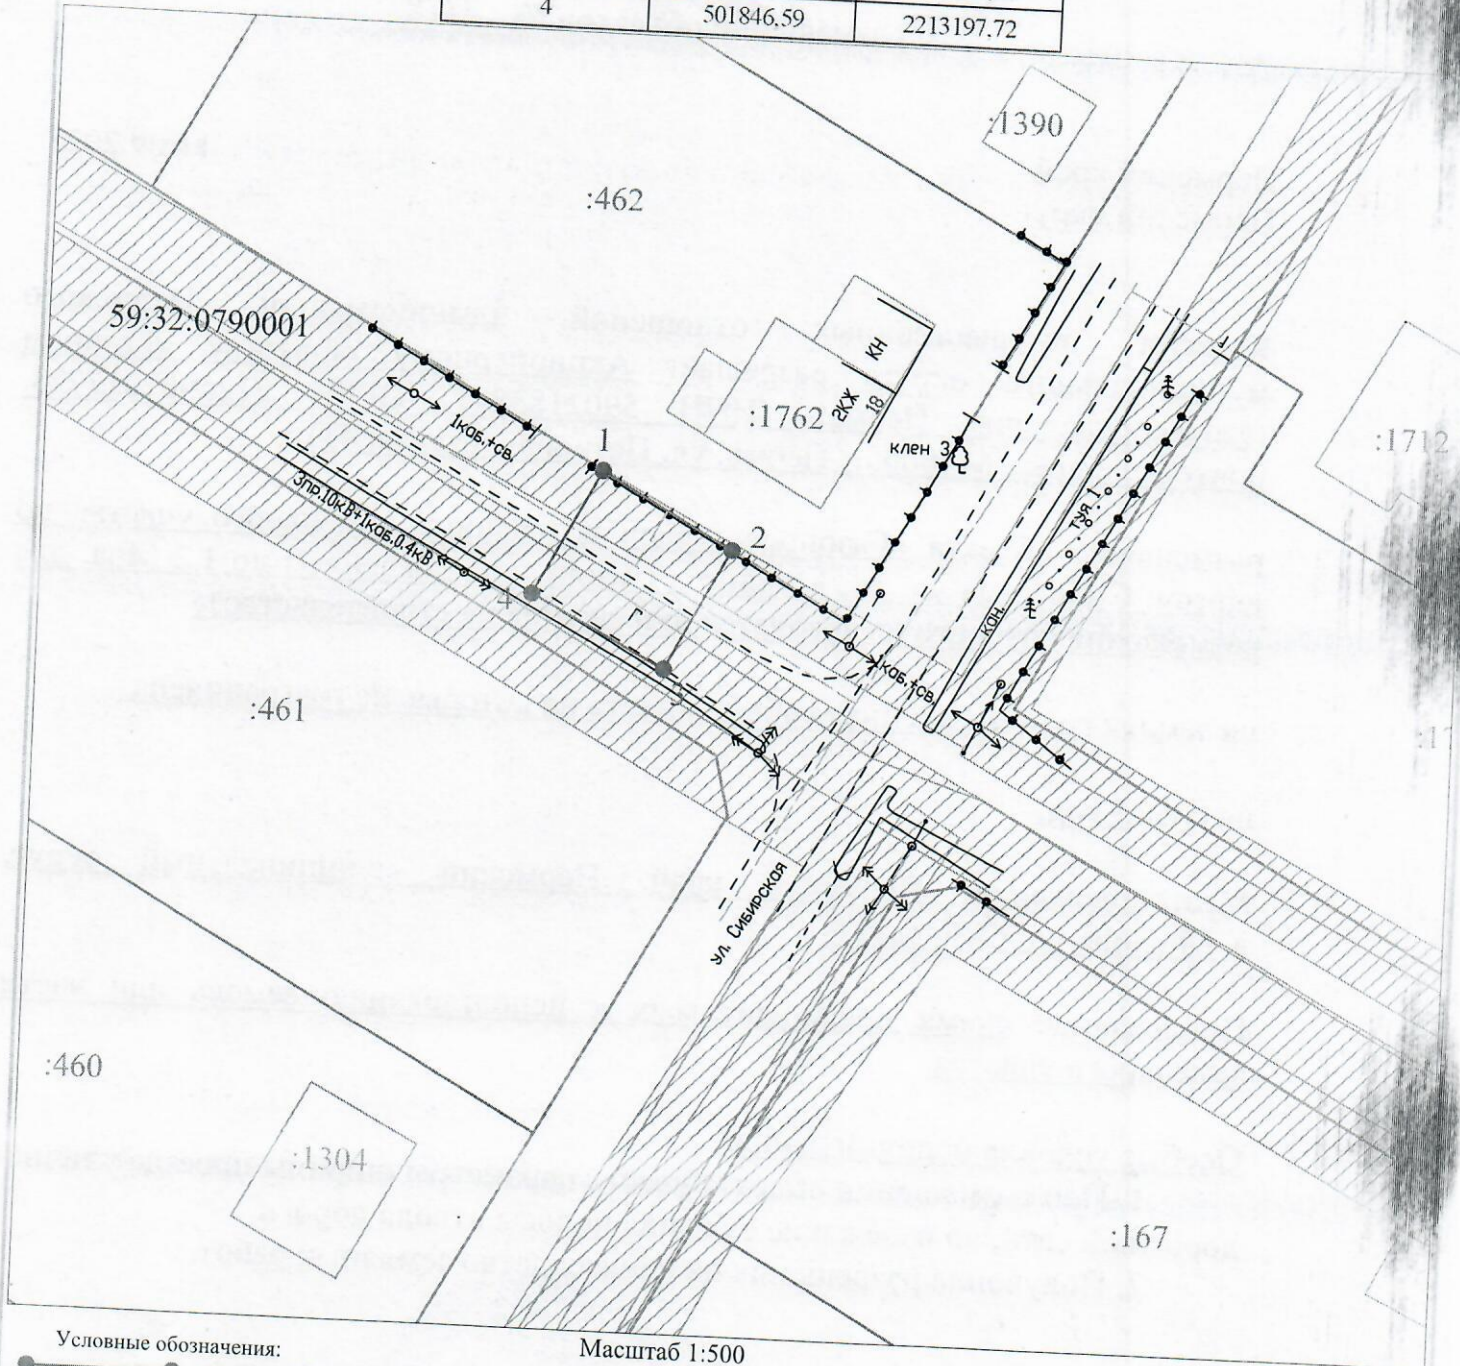 4 501846,59 2213197,72
:1390
:462
59:32:0790001
КН
2КЖ
18
:1762
:1712
клен 3
1каб.+св.
1
2
3пр.10кВ+1каб.0.4кВ
туя 1
4
Г
3
кан.
1каб.+св.
:461
ул. Сибирская
:460
:1304
:167
Условные обозначения:
Масштаб 1:500